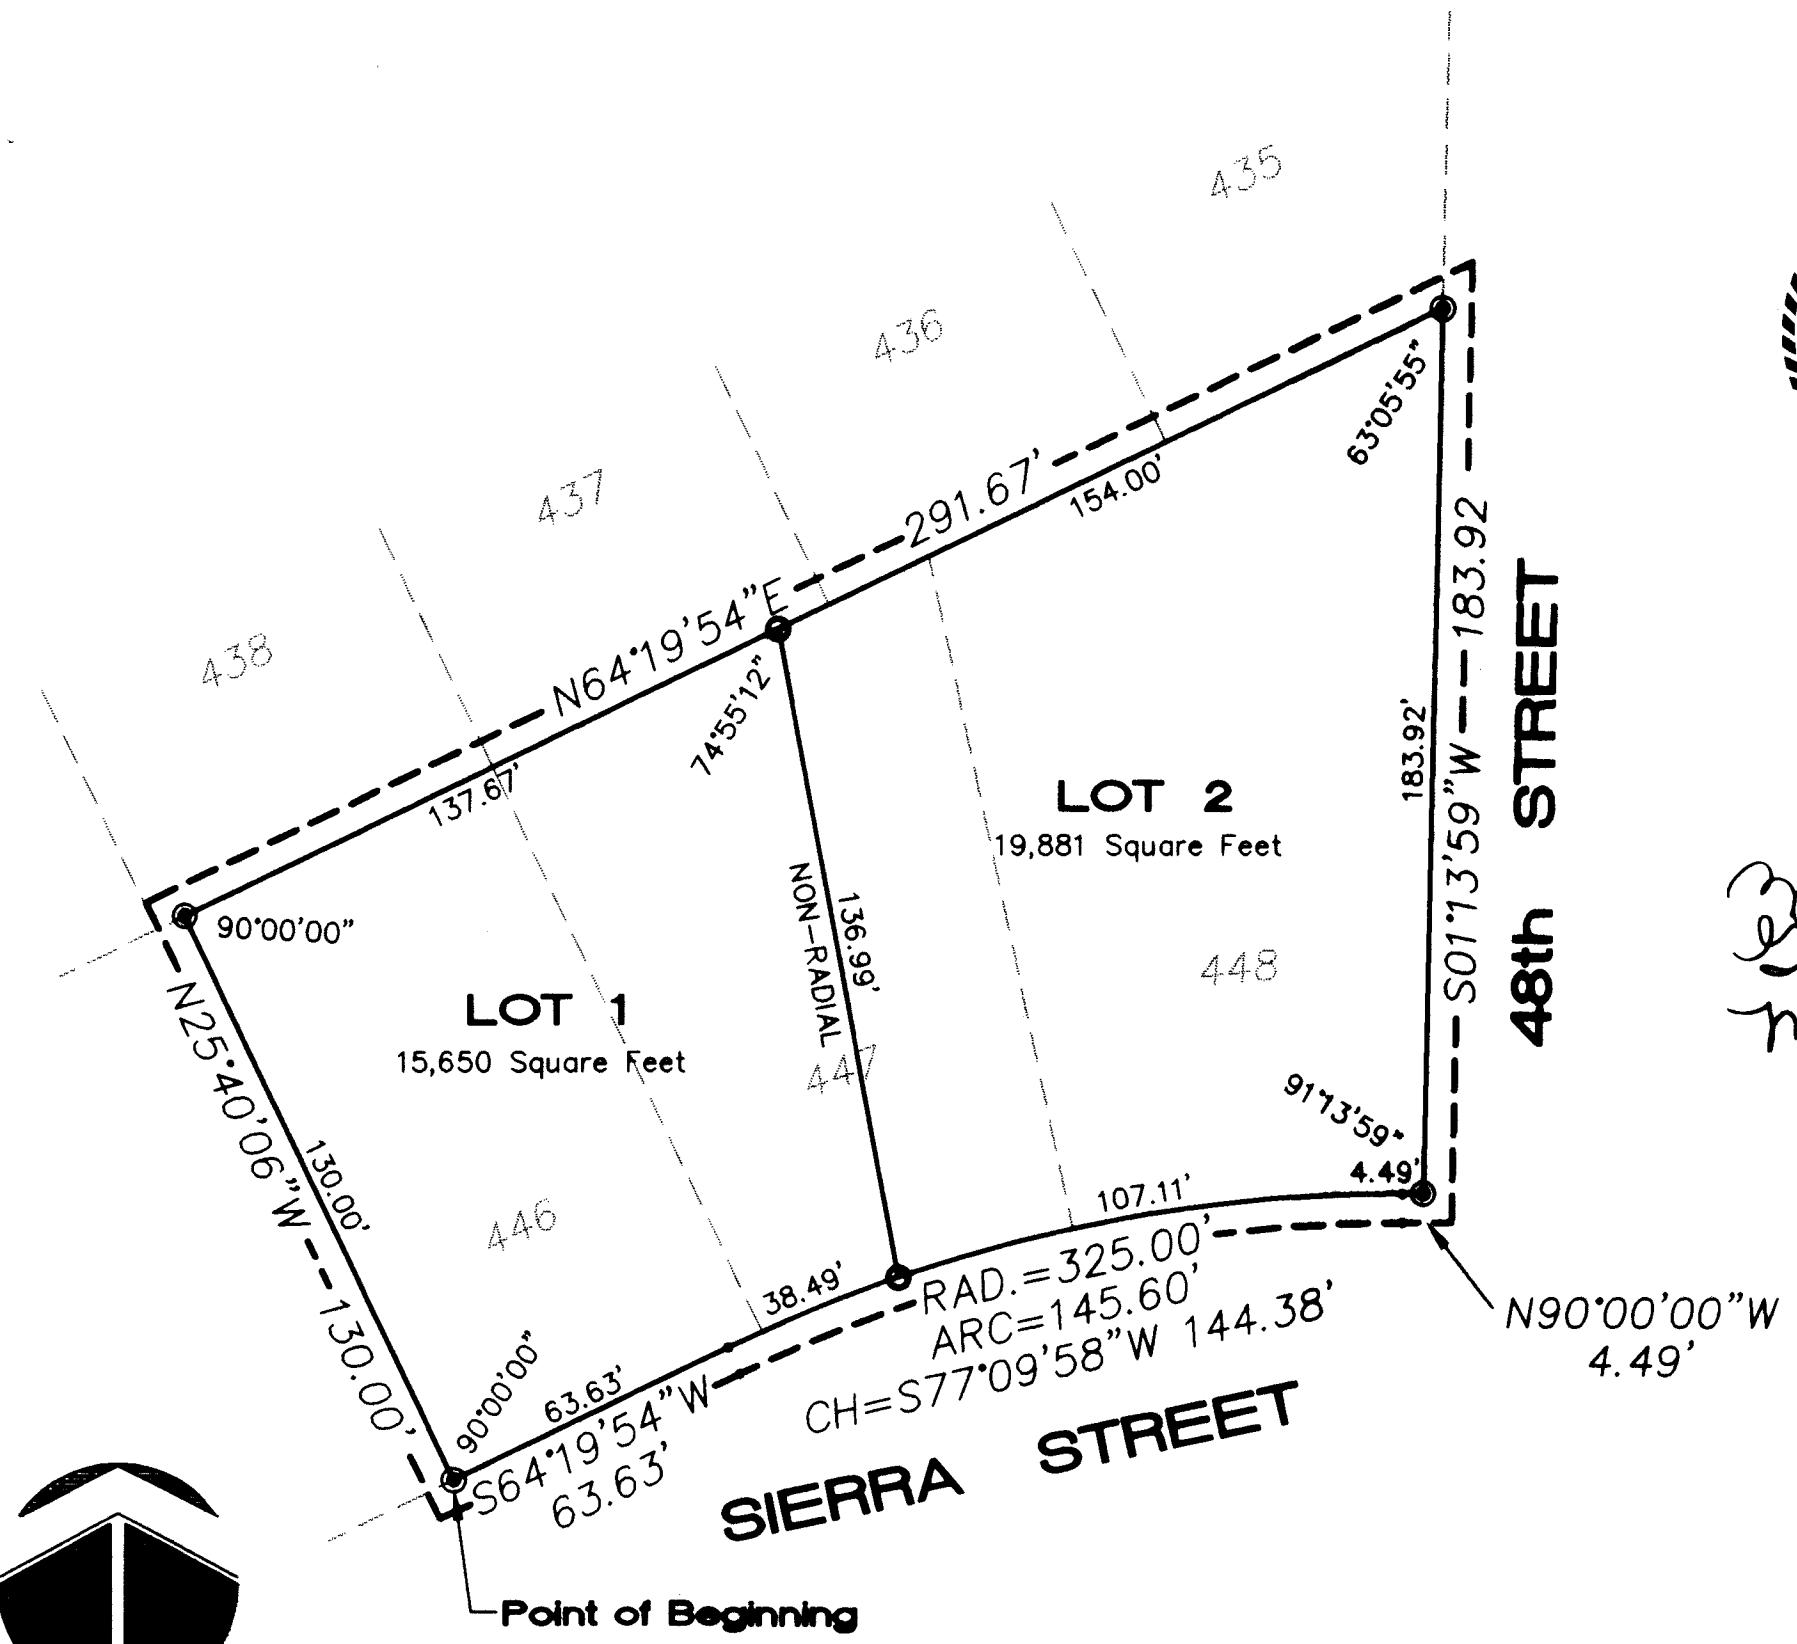 435
436
437
438
N64°19'54"E 291.67'
154.00'
137.67'
63°05'55"
74°55'12"
90°00'00"
LOT 2
19,881 Square Feet
183.92'
S01°13'59"W 183.92
48th STREET
136.99'
NON-RADIAL
LOT 1
15,650 Square Feet
448
447
446
N25°40'06"W 130.00'
130.00'
91°13'59"
4.49'
107.11'
38.49'
63.63'
90°00'00"
RAD.=325.00'
ARC=145.60'
CH=S77°09'58"W 144.38'
N90°00'00"W
4.49'
S64°19'54"W
63.63'
SIERRA STREET
Point of Beginning